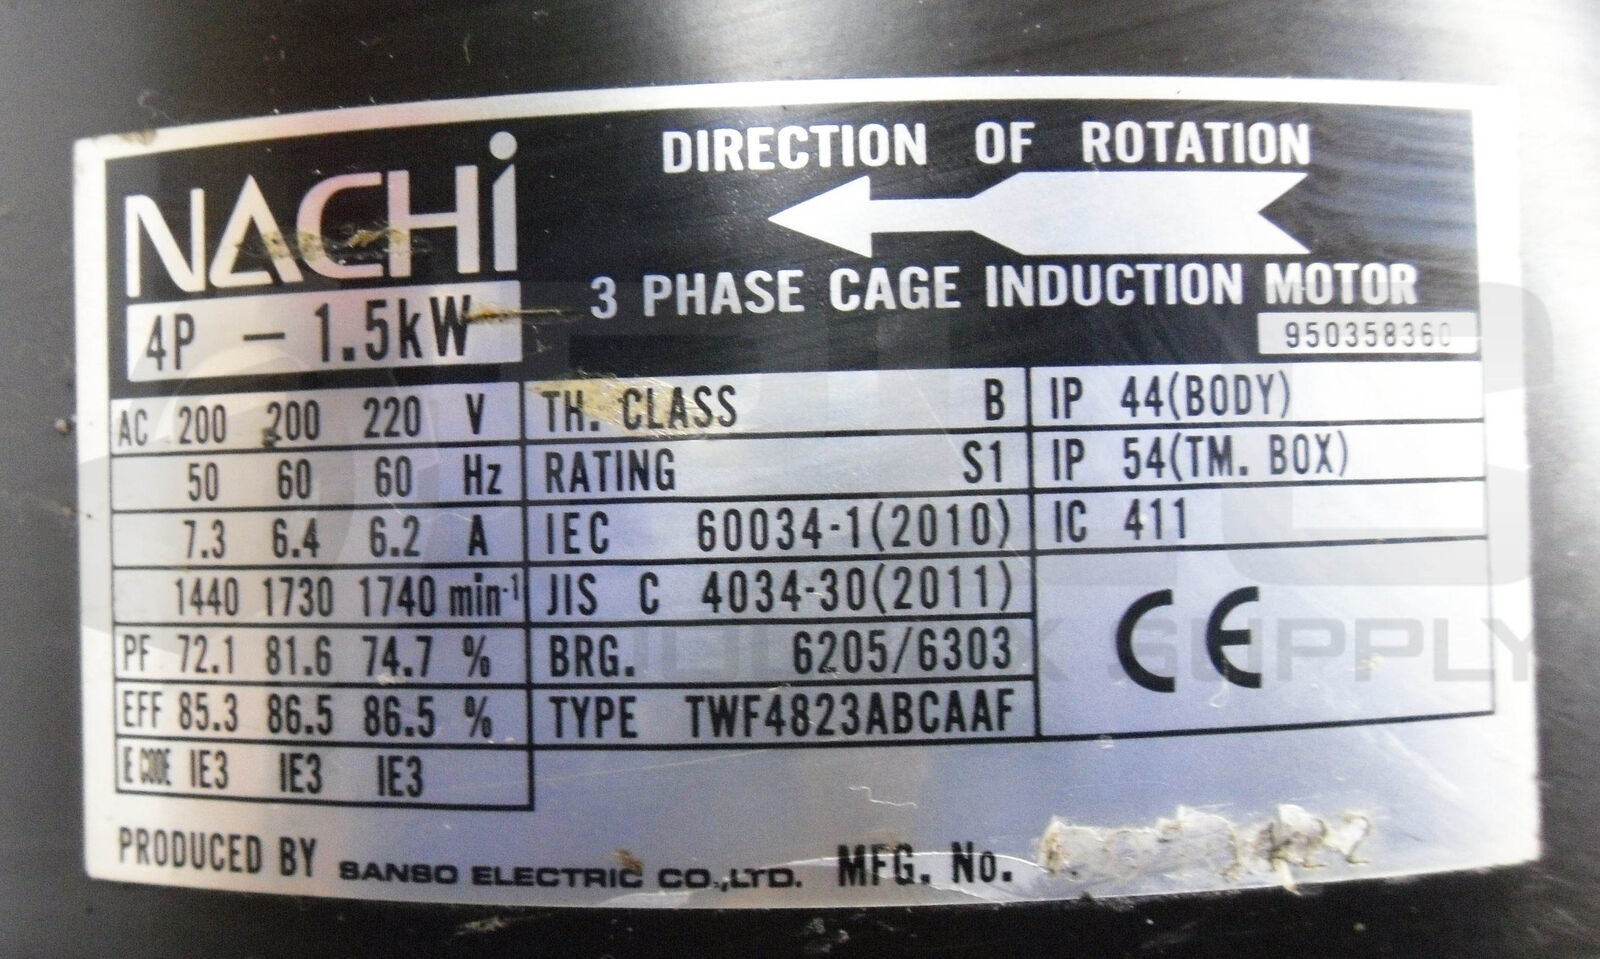 NACHi
DIRECTION OF ROTATION
3 PHASE CAGE INDUCTION MOTOR
4P - 1.5kW
950358360
AC 200 200 220 V
50 60 60 Hz
7.3 6.4 6.2 A
1440 1730 1740 min-1
PF 72.1 81.6 74.7 %
EFF 85.3 86.5 86.5 %
IE CODE IE3 IE3 IE3
TH. CLASS B
RATING S1
IEC 60034-1(2010)
JIS C 4034-30(2011)
BRG. 6205/6303
TYPE TWF4823ABCAAF
IP 44(BODY)
IP 54(TM. BOX)
IC 411
CE
SUPPLY
PRODUCED BY SANSO ELECTRIC CO.,LTD. MFG. No.